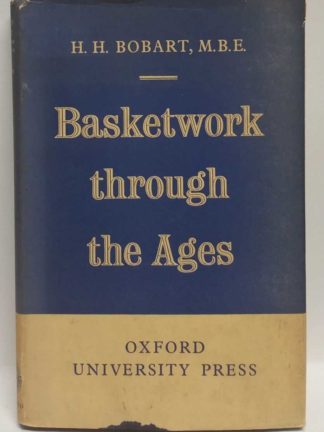 H. H. BOBART, M.B.E.
Basketwork
through
the Ages
OXFORD
UNIVERSITY PRESS